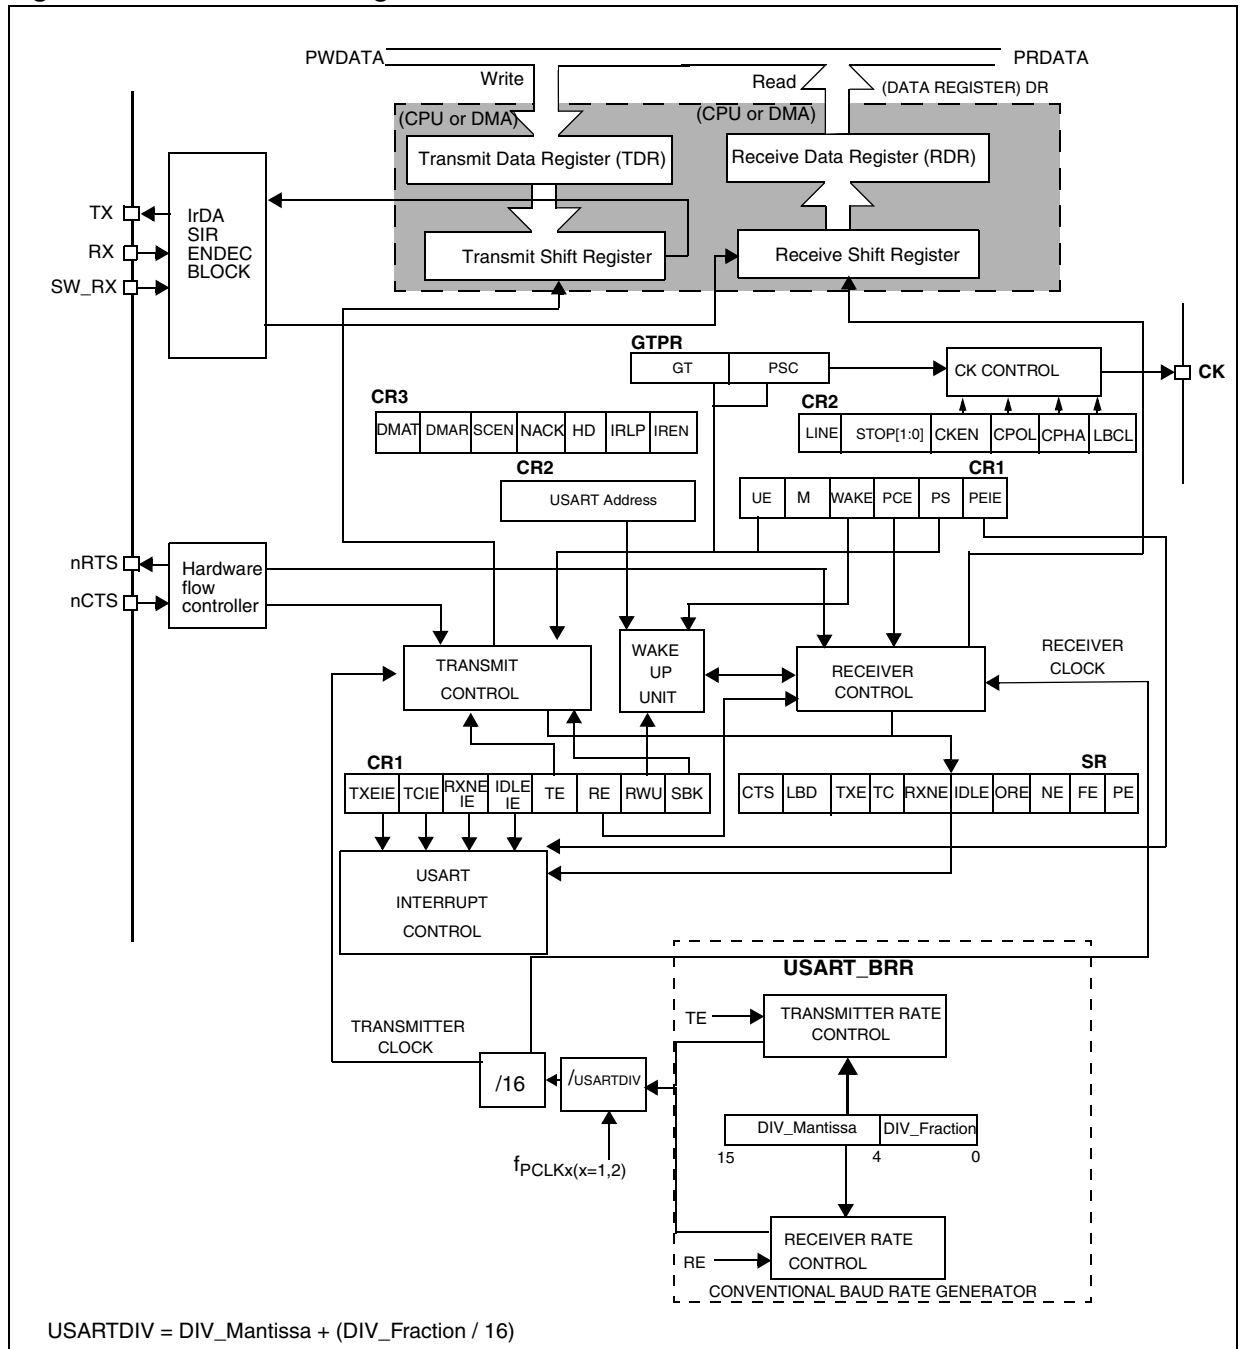 PWDATA
PRDATA
Write
Read
(DATA REGISTER) DR
(CPU or DMA)
(CPU or DMA)
Transmit Data Register (TDR)
Receive Data Register (RDR)
TX
RX
SW_RX
IrDA
SIR
ENDEC
BLOCK
Transmit Shift Register
Receive Shift Register
GTPR
GT
PSC
CK CONTROL
CK
CR3
DMAT DMAR SCEN NACK HD IRLP IREN
CR2
LINE STOP[1:0] CKEN CPOL CPHA LBCL
CR2
USART Address
CR1
UE M WAKE PCE PS PEIE
nRTS
nCTS
Hardware
flow
controller
TRANSMIT
CONTROL
WAKE
UP
UNIT
RECEIVER
CONTROL
RECEIVER
CLOCK
CR1
TXEIE TCIE RXNE IE IDLE IE TE RE RWU SBK
SR
CTS LBD TXE TC RXNE IDLE ORE NE FE PE
USART
INTERRUPT
CONTROL
USART_BRR
TE
TRANSMITTER RATE
CONTROL
TRANSMITTER
CLOCK
/16
/USARTDIV
fPCLKx(x=1,2)
DIV_Mantissa
DIV_Fraction
15 4 0
RE
RECEIVER RATE
CONTROL
CONVENTIONAL BAUD RATE GENERATOR
USARTDIV = DIV_Mantissa + (DIV_Fraction / 16)